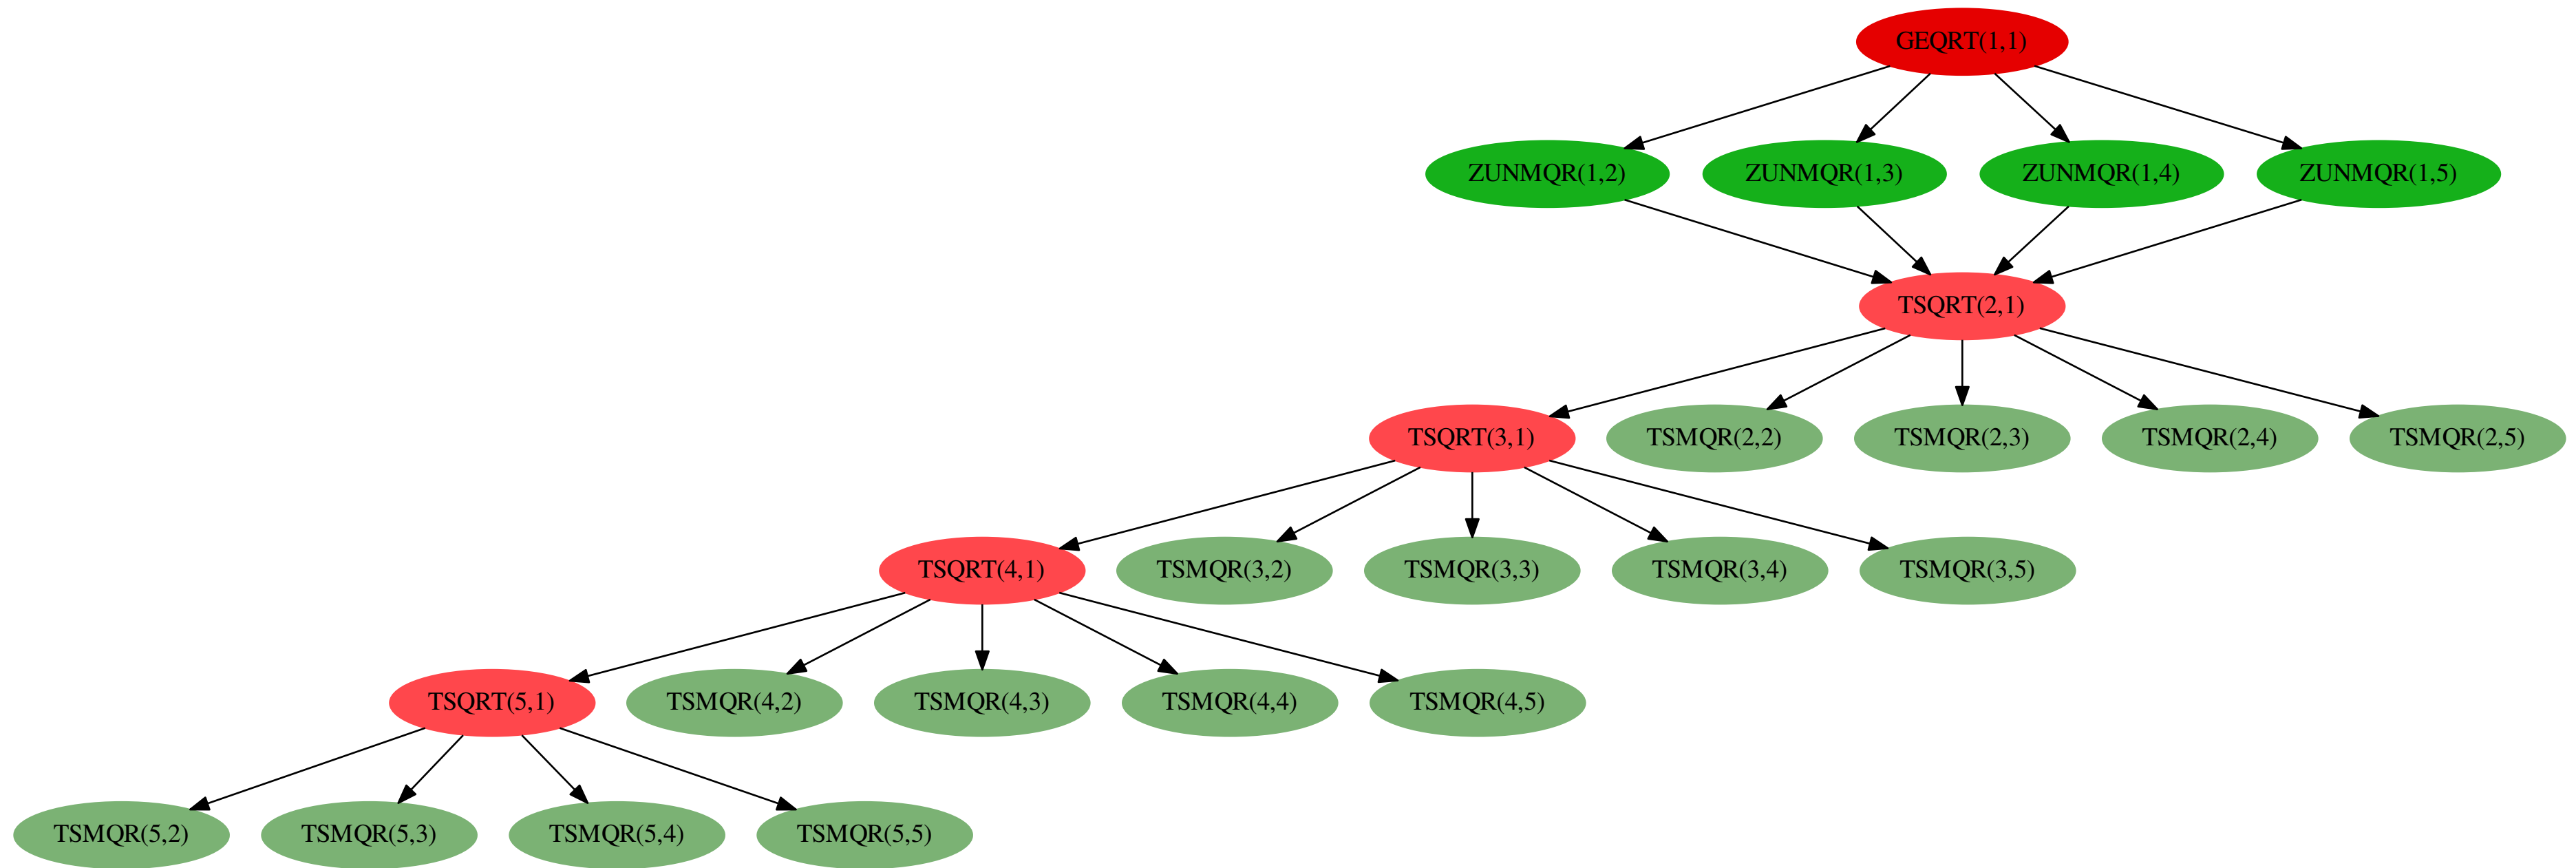 GEQRT(1,1)
ZUNMQR(1,2) ZUNMQR(1,3) ZUNMQR(1,4) ZUNMQR(1,5)
TSQRT(2,1)
TSQRT(3,1) TSMQR(2,2) TSMQR(2,3) TSMQR(2,4) TSMQR(2,5)
TSQRT(4,1) TSMQR(3,2) TSMQR(3,3) TSMQR(3,4) TSMQR(3,5)
TSQRT(5,1) TSMQR(4,2) TSMQR(4,3) TSMQR(4,4) TSMQR(4,5)
TSMQR(5,2) TSMQR(5,3) TSMQR(5,4) TSMQR(5,5)